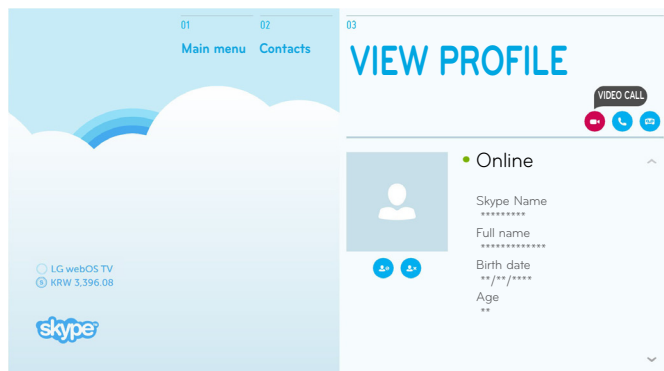 01
Main menu
02
Contacts
03
VIEW PROFILE
VIDEO CALL
Online
Skype Name
*********
Full name
*************
Birth date
**/**/****
Age
**
LG webOS TV
KRW 3,396.08
skype